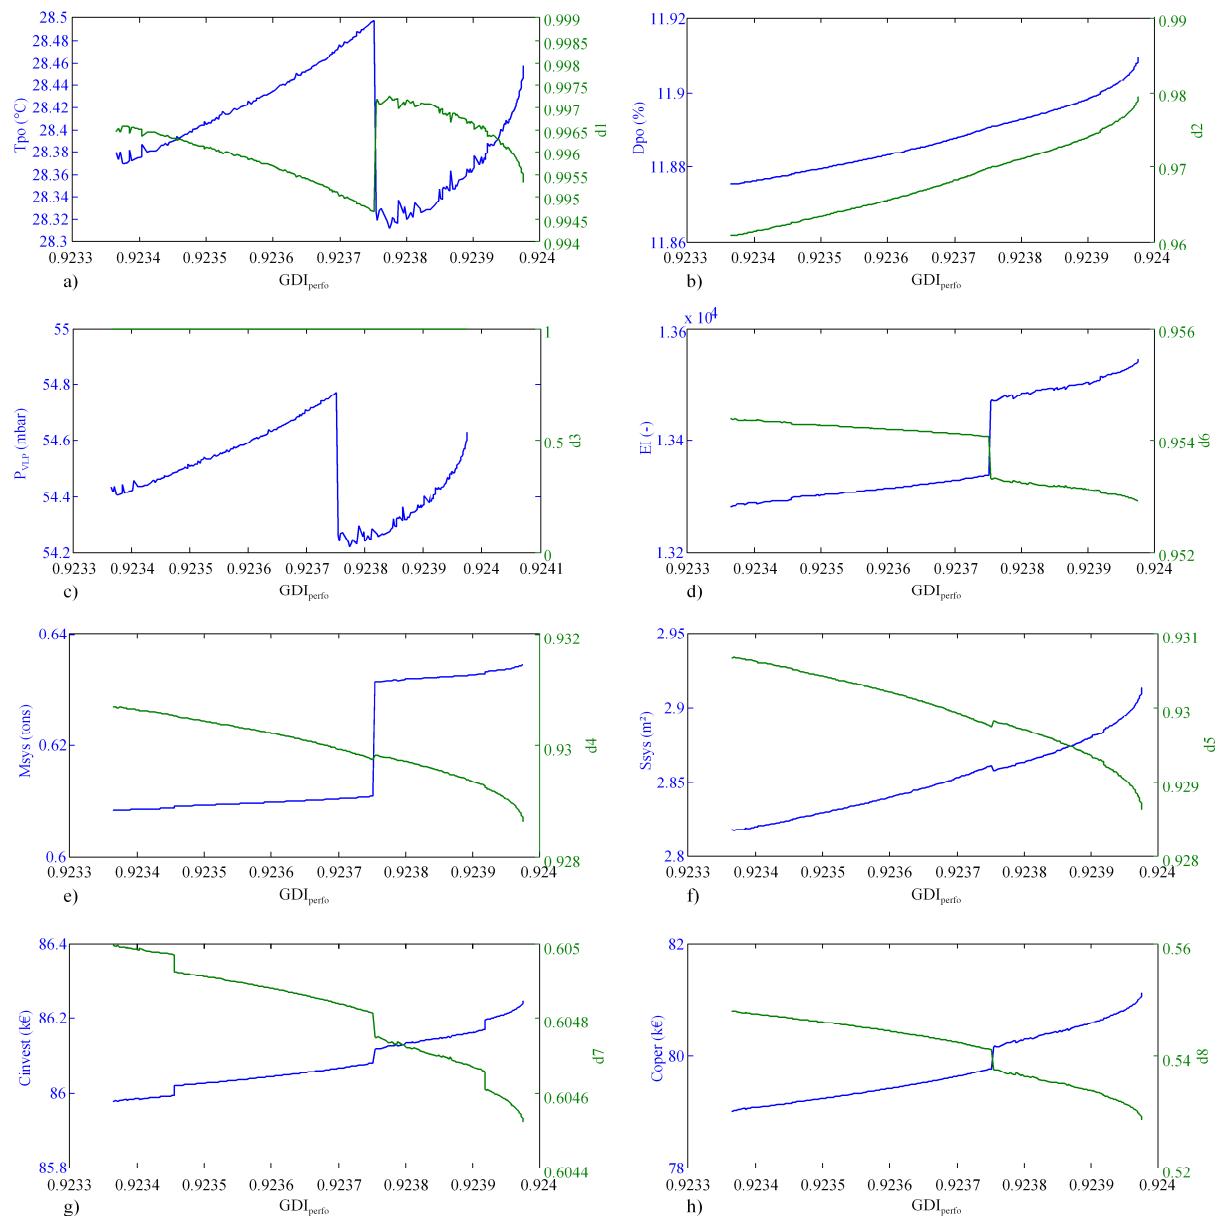 28.5
28.48
28.46
28.44
28.42
28.4
28.38
28.36
28.34
28.32
28.3
Tpo (°C)
0.999
0.9985
0.998
0.9975
0.997
0.9965
0.996
0.9955
0.995
0.9945
0.994
d1
0.9233 0.9234 0.9235 0.9236 0.9237 0.9238 0.9239 0.924
a) GDIperfo
11.92
11.9
11.88
11.86
Dpo (%)
0.99
0.98
0.97
0.96
d2
0.9233 0.9234 0.9235 0.9236 0.9237 0.9238 0.9239 0.924
b) GDIperfo
55
54.8
54.6
54.4
54.2
PVLP (mbar)
1
0.5
0
d3
0.9233 0.9234 0.9235 0.9236 0.9237 0.9238 0.9239 0.924 0.9241
c) GDIperfo
x 10^4
1.36
1.34
1.32
EI (-)
0.956
0.954
0.952
d6
0.9233 0.9234 0.9235 0.9236 0.9237 0.9238 0.9239 0.924
d) GDIperfo
0.64
0.62
0.6
Msys (tons)
0.932
0.93
0.928
d4
0.9233 0.9234 0.9235 0.9236 0.9237 0.9238 0.9239 0.924
e) GDIperfo
2.95
2.9
2.85
2.8
Ssys (m²)
0.931
0.93
0.929
0.928
d5
0.9233 0.9234 0.9235 0.9236 0.9237 0.9238 0.9239 0.924
f) GDIperfo
86.4
86.2
86
85.8
Cinvest (k€)
0.605
0.6048
0.6046
0.6044
d7
0.9233 0.9234 0.9235 0.9236 0.9237 0.9238 0.9239 0.924
g) GDIperfo
82
80
78
Coper (k€)
0.56
0.54
0.52
d8
0.9233 0.9234 0.9235 0.9236 0.9237 0.9238 0.9239 0.924
h) GDIperfo